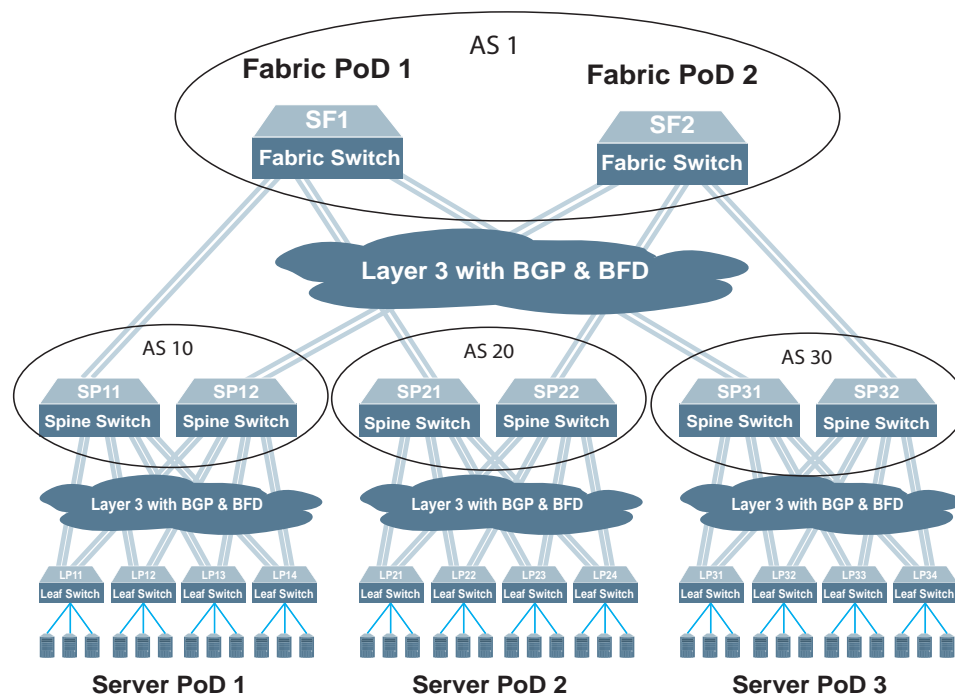 AS 1
Fabric PoD 1
Fabric PoD 2
SF1
SF2
Fabric Switch
Fabric Switch
Layer 3 with BGP & BFD
AS 10
AS 20
AS 30
SP11
SP12
SP21
SP22
SP31
SP32
Spine Switch
Spine Switch
Spine Switch
Spine Switch
Spine Switch
Spine Switch
Layer 3 with BGP & BFD
Layer 3 with BGP & BFD
Layer 3 with BGP & BFD
LP11
LP12
LP13
LP14
LP21
LP22
LP23
LP24
LP31
LP32
LP33
LP34
Leaf Switch
Leaf Switch
Leaf Switch
Leaf Switch
Leaf Switch
Leaf Switch
Leaf Switch
Leaf Switch
Leaf Switch
Leaf Switch
Leaf Switch
Leaf Switch
Server PoD 1
Server PoD 2
Server PoD 3